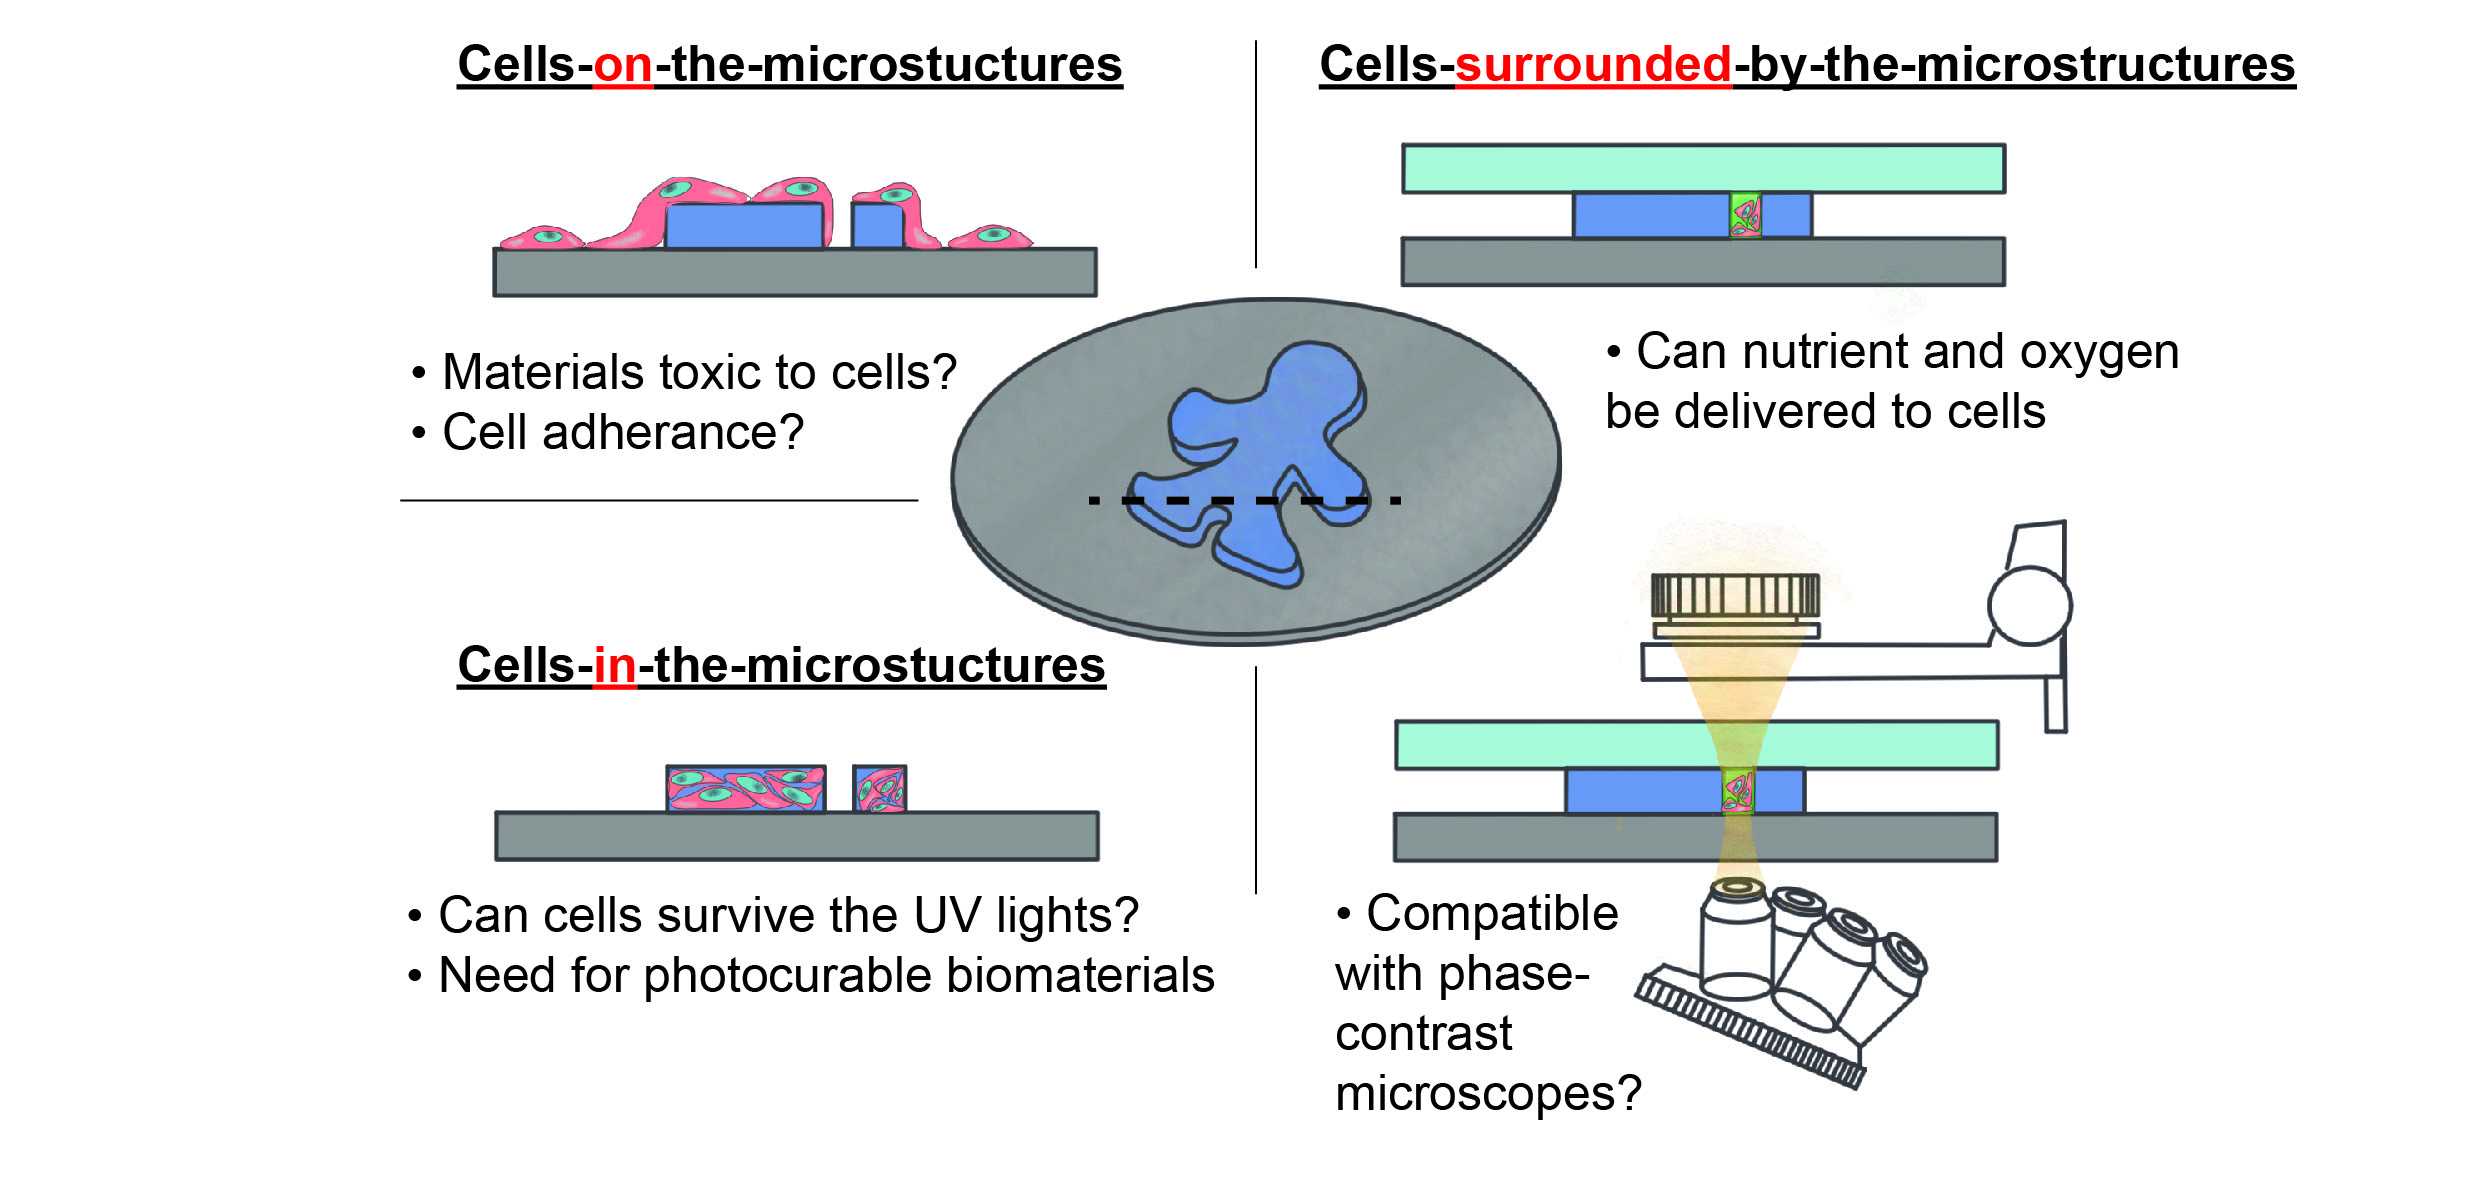 Cells-on-the-microstuctures
• Materials toxic to cells?
• Cell adherance?
Cells-surrounded-by-the-microstructures
• Can nutrient and oxygen
be delivered to cells
Cells-in-the-microstuctures
• Can cells survive the UV lights?
• Need for photocurable biomaterials
• Compatible
with phase-
contrast
microscopes?